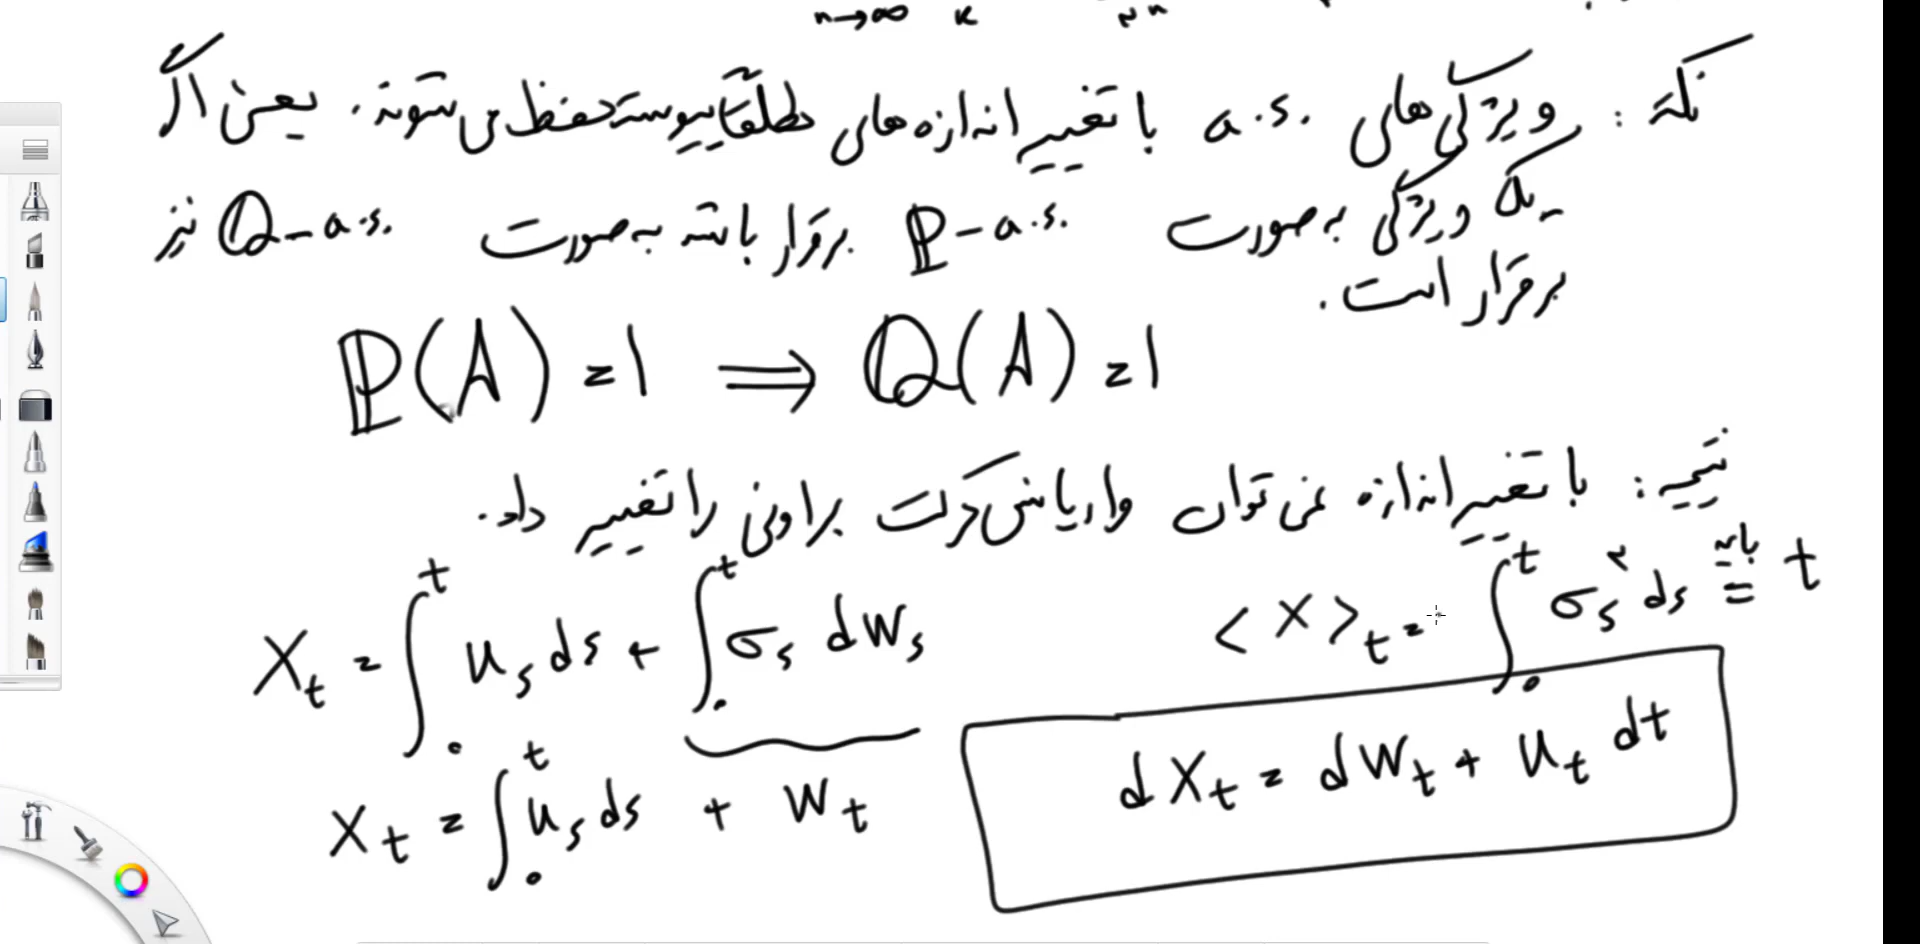 n→∞ k
نکته: ویژگی‌های a.s. با تغییر اندازه‌های مطلقاً پیوسته حفظ می‌شوند. یعنی اگر
یک ویژگی به صورت P-a.s. برقرار باشد به صورت Q-a.s. نیز
برقرار است.
P(A) = 1 ⟹ Q(A) = 1
نتیجه: با تغییر اندازه نمی‌توان واریانس حرکت براونی را تغییر داد.
X_t = ∫_0^t u_s ds + ∫_0^t σ_s dW_s <X>_t = ∫_0^t σ_s^۲ ds باید = t
X_t = ∫_0^t u_s ds + W_t
dX_t = dW_t + u_t dt